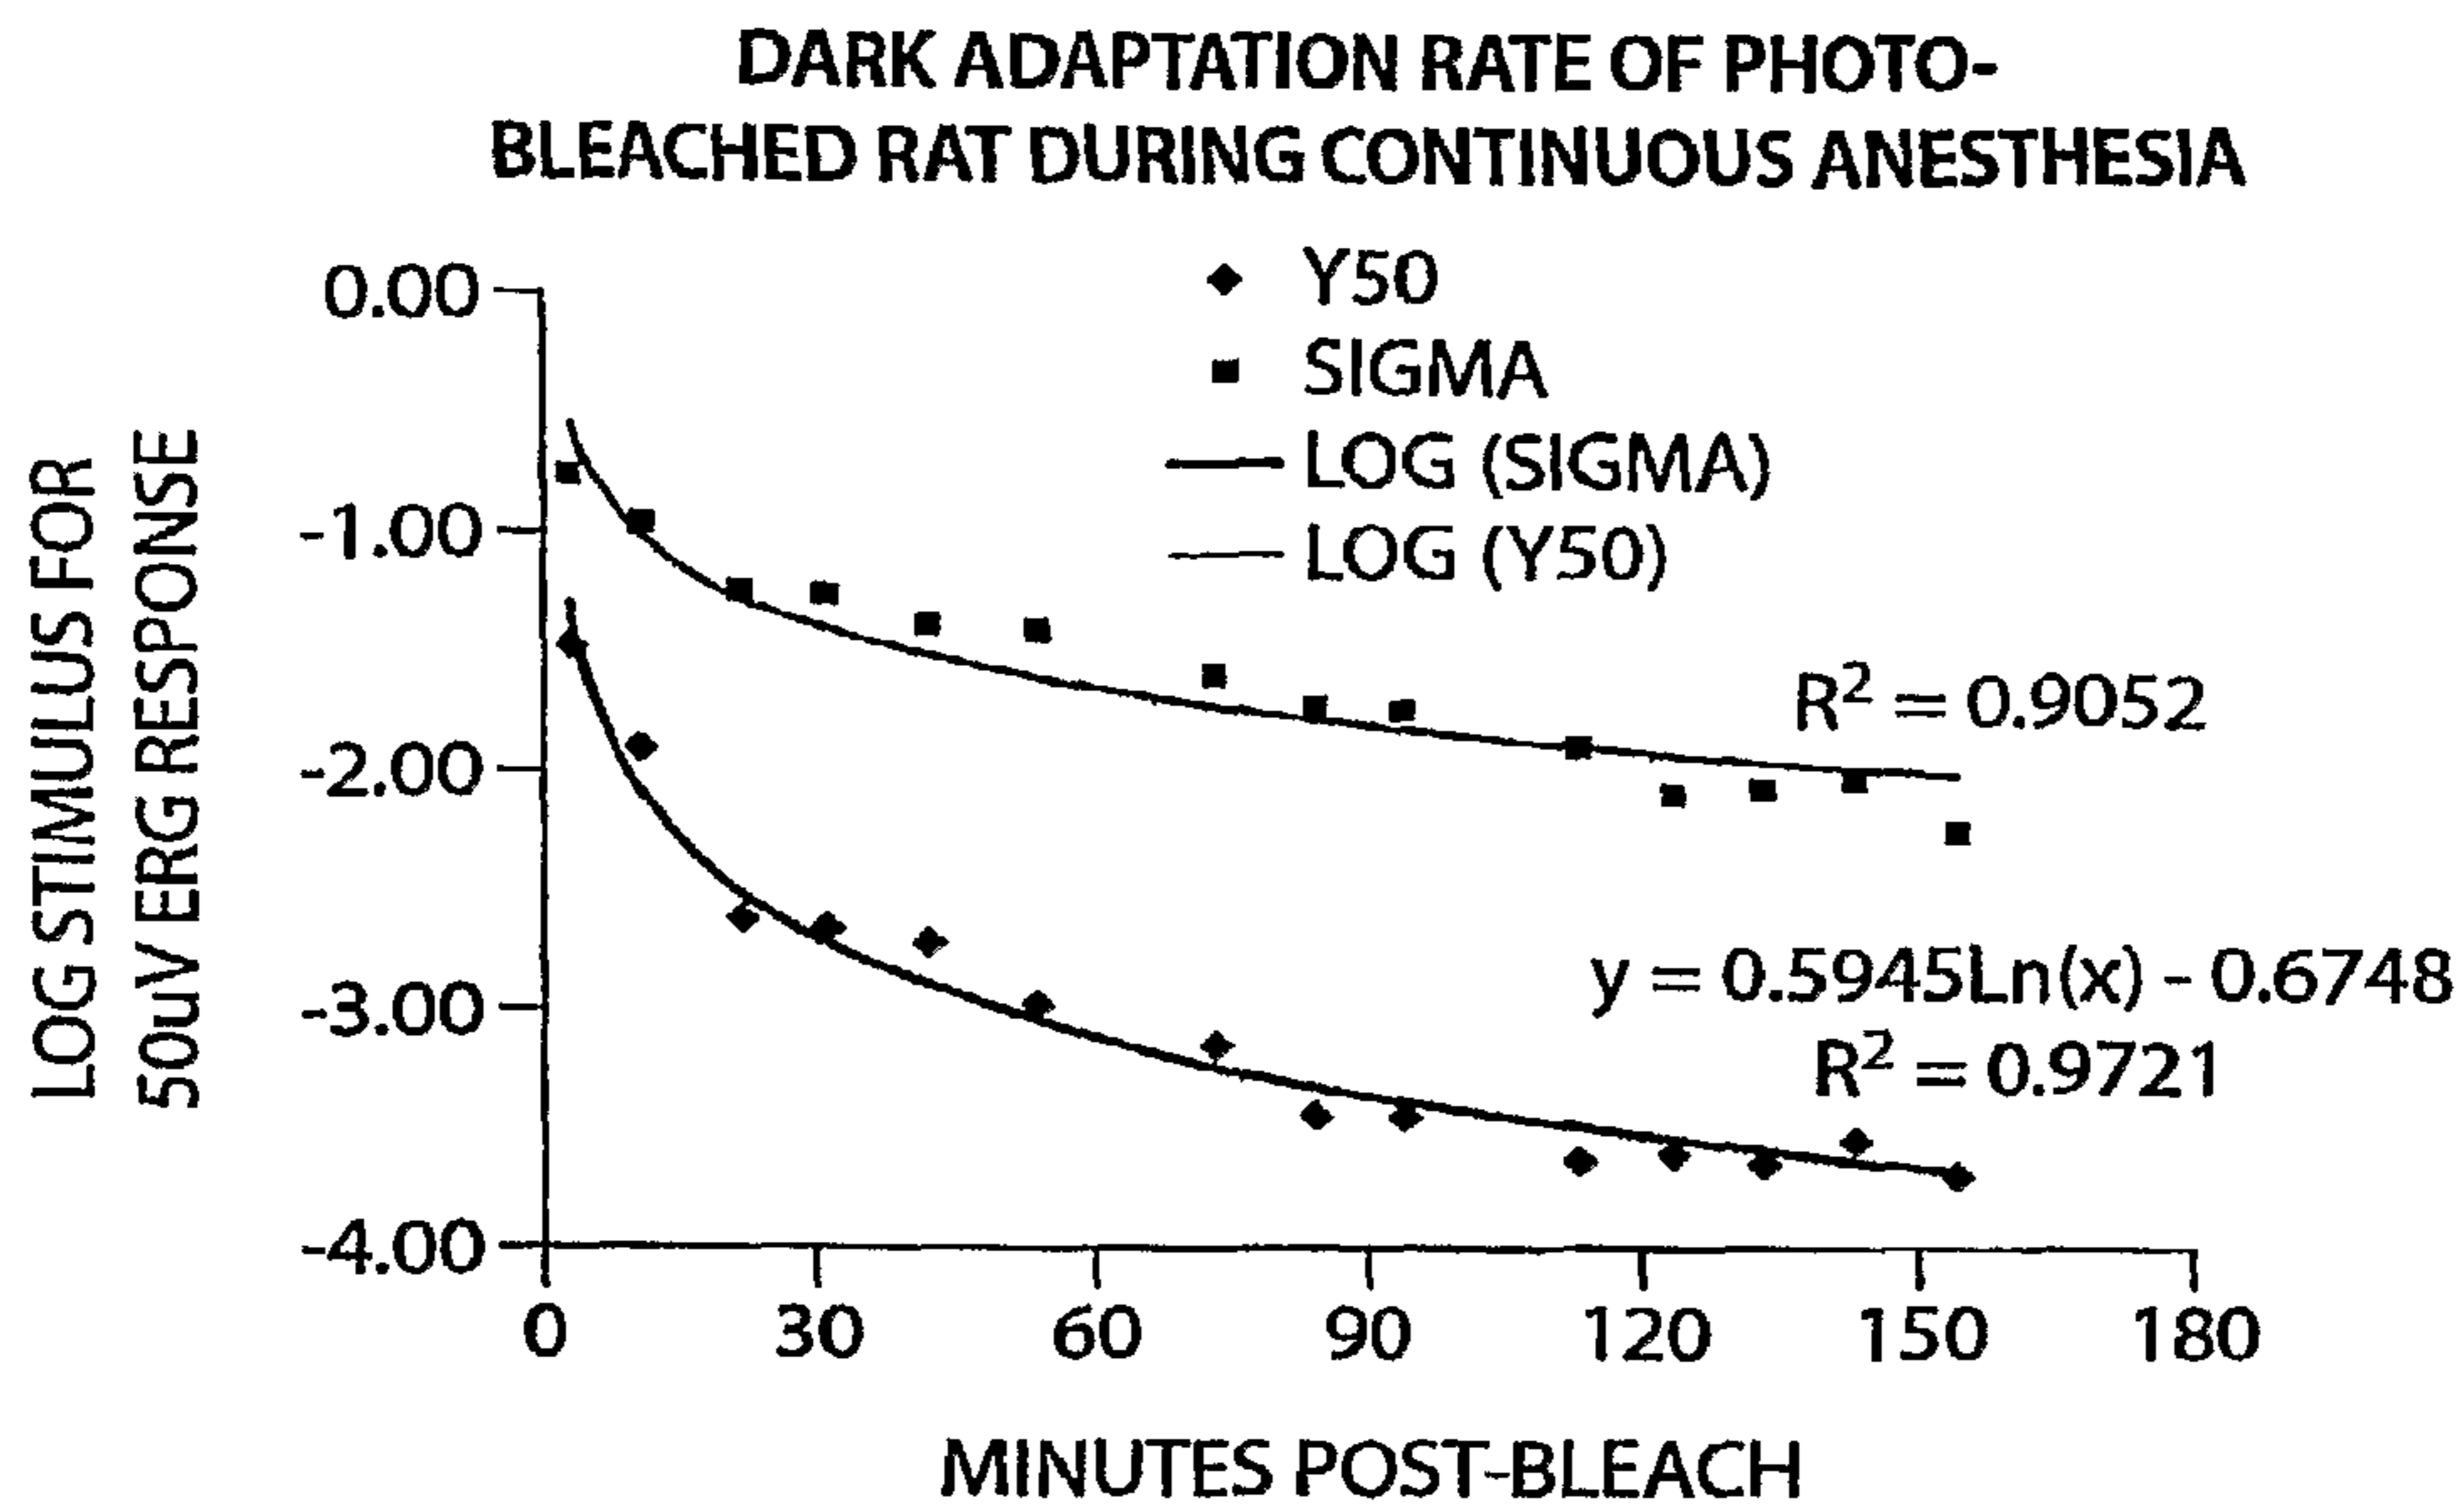 DARK ADAPTATION RATE OF PHOTO-
BLEACHED RAT DURING CONTINUOUS ANESTHESIA
Y50
SIGMA
LOG (SIGMA)
LOG (Y50)
LOG STIMULUS FOR
50uV ERG RESPONSE
0.00
-1.00
-2.00
-3.00
-4.00
R² = 0.9052
y = 0.5945Ln(x) - 0.6748
R² = 0.9721
0 30 60 90 120 150 180
MINUTES POST-BLEACH